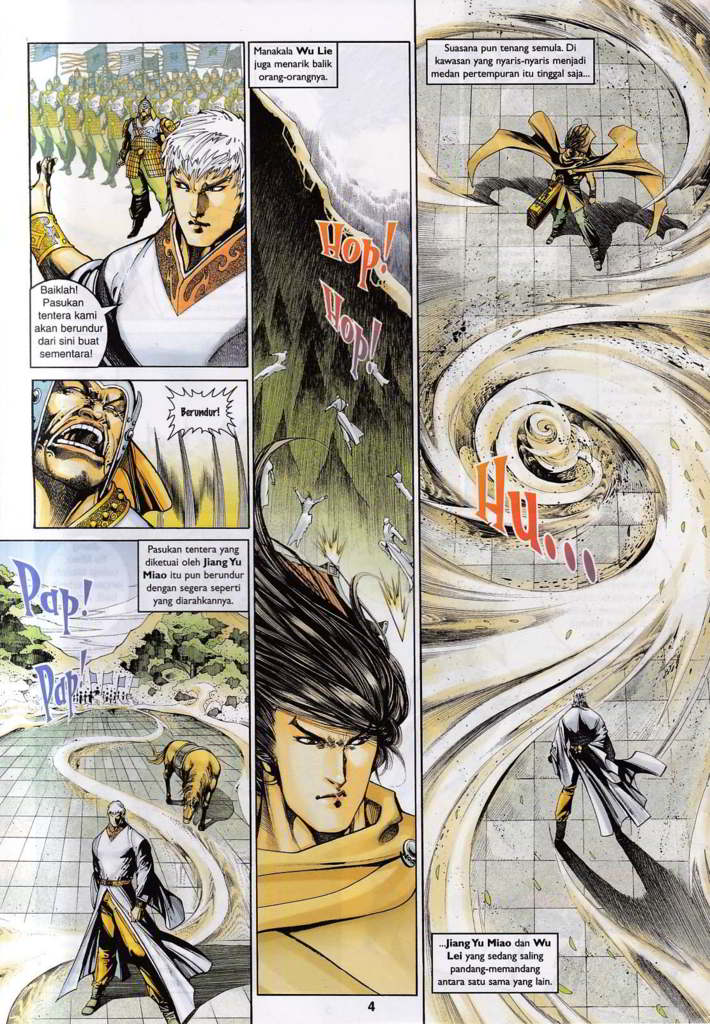 Baiklah!
Pasukan
tentera kami
akan berundur
dari sini buat
sementara!
Berundur!
Pasukan tentera yang
diketuai oleh Jiang Yu
Miao itu pun berundur
dengan segera seperti
yang diarahkannya.
Pap!
Pap!
Manakala Wu Lie
juga menarik balik
orang-orangnya.
Hop!
Hop!
Suasana pun tenang semula. Di
kawasan yang nyaris-nyaris menjadi
medan pertempuran itu tinggal saja...
Hu...
...Jiang Yu Miao dan Wu
Lei yang sedang saling
pandang-memandang
antara satu sama yang lain.
4